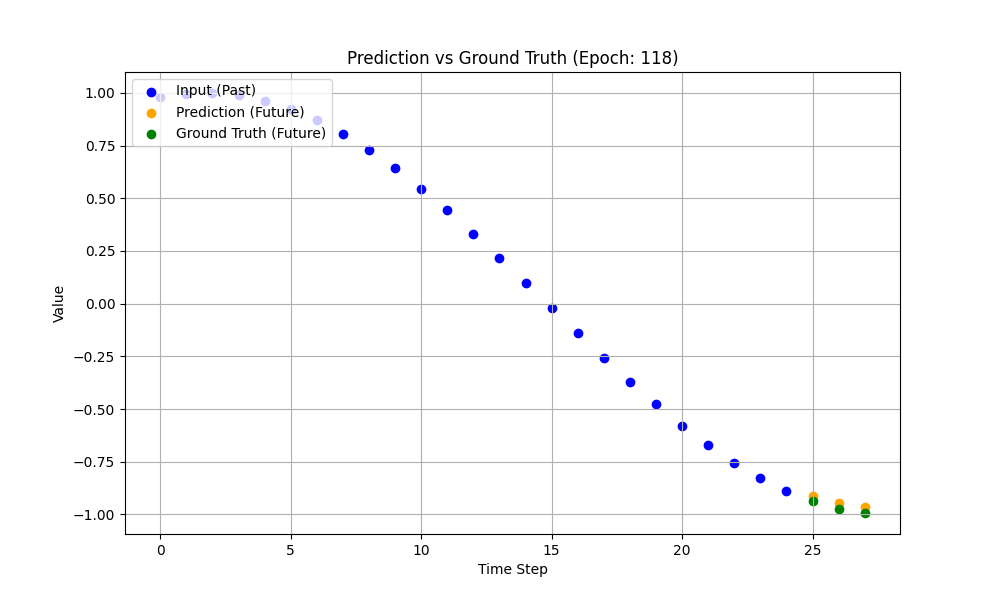 Prediction vs Ground Truth (Epoch: 118)
Input (Past)
Prediction (Future)
Ground Truth (Future)
1.00
0.75
0.50
0.25
0.00
−0.25
−0.50
−0.75
−1.00
Value
0 5 10 15 20 25
Time Step